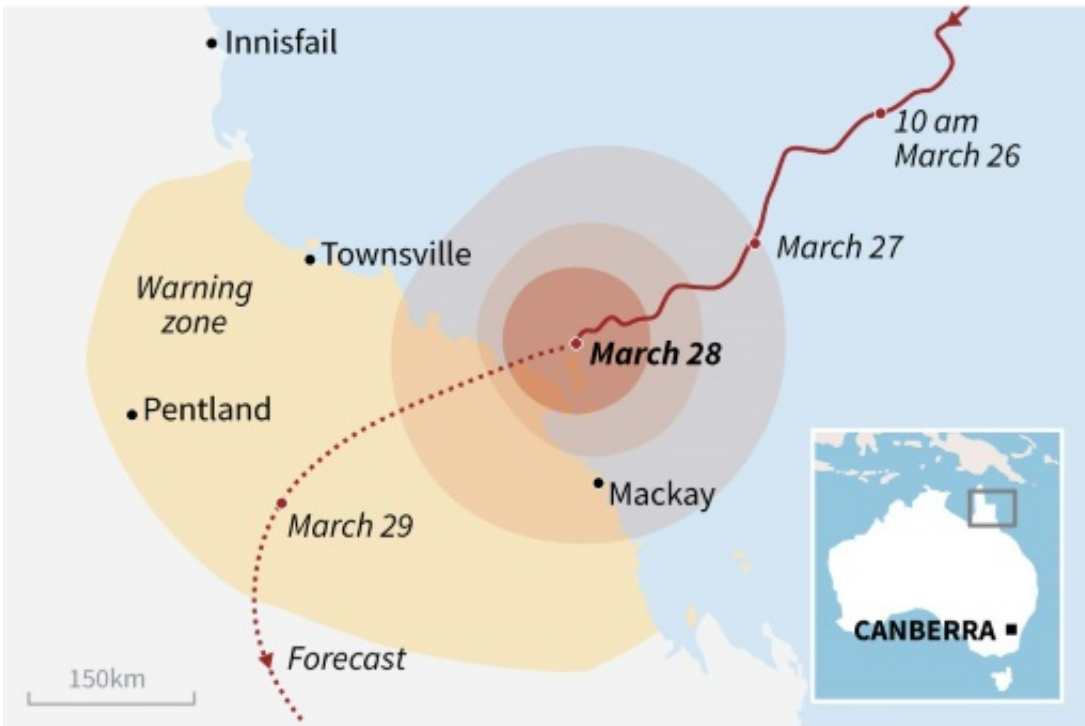 Innisfail
10 am
March 26
March 27
Townsville
Warning
zone
March 28
Pentland
Mackay
March 29
Forecast
150km
CANBERRA